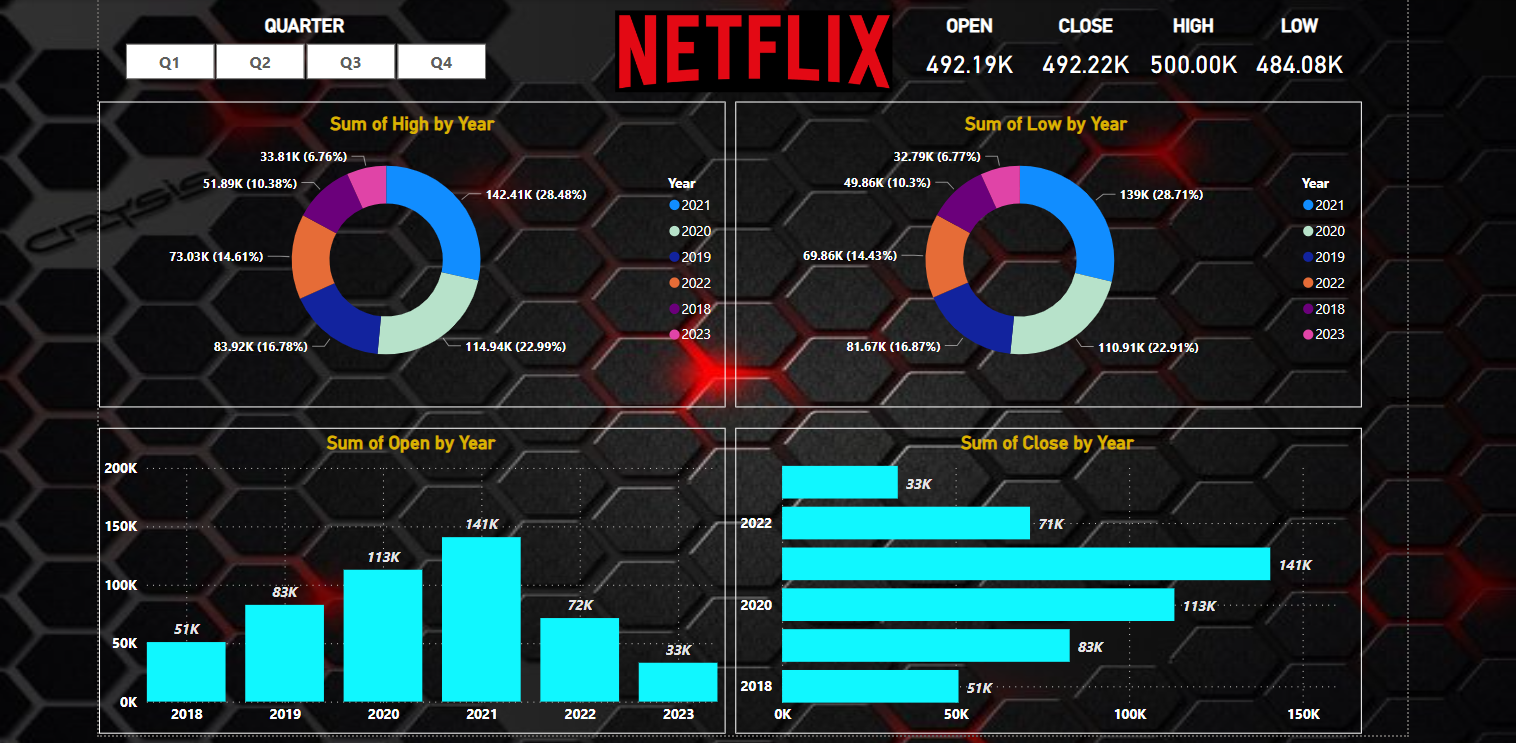 QUARTER
Q1 Q2 Q3 Q4
NETFLIX
OPEN CLOSE HIGH LOW
492.19K 492.22K 500.00K 484.08K
Sum of High by Year
33.81K (6.76%)
51.89K (10.38%)
142.41K (28.48%)
73.03K (14.61%)
83.92K (16.78%)
114.94K (22.99%)
Year
2021
2020
2019
2022
2018
2023
CRYSIS
Sum of Low by Year
32.79K (6.77%)
49.86K (10.3%)
139K (28.71%)
69.86K (14.43%)
81.67K (16.87%)
110.91K (22.91%)
Year
2021
2020
2019
2022
2018
2023
Sum of Open by Year
200K
150K
100K
50K
0K
51K
83K
113K
141K
72K
33K
2018 2019 2020 2021 2022 2023
Sum of Close by Year
33K
2022 71K
141K
2020 113K
83K
2018 51K
0K 50K 100K 150K